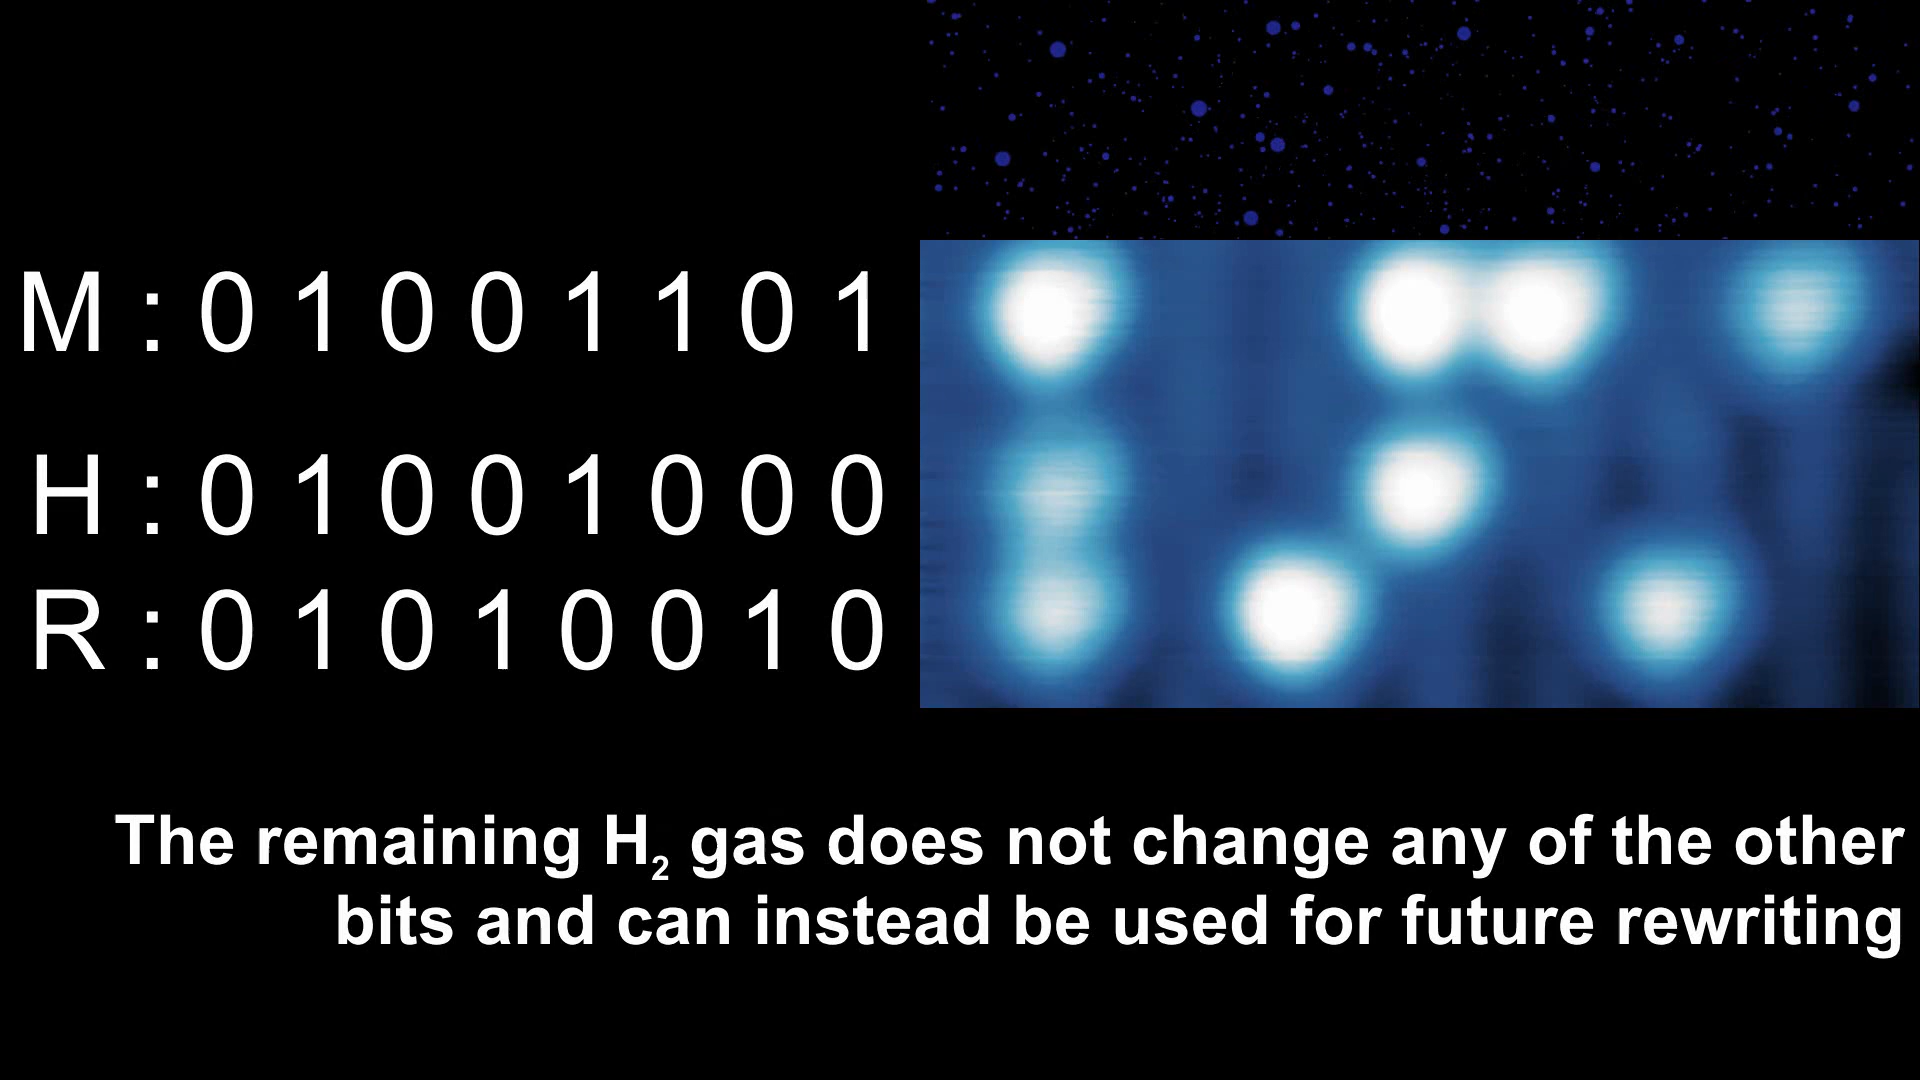 M : 0 1 0 0 1 1 0 1
H : 0 1 0 0 1 0 0 0
R : 0 1 0 1 0 0 1 0
The remaining H₂ gas does not change any of the other
bits and can instead be used for future rewriting